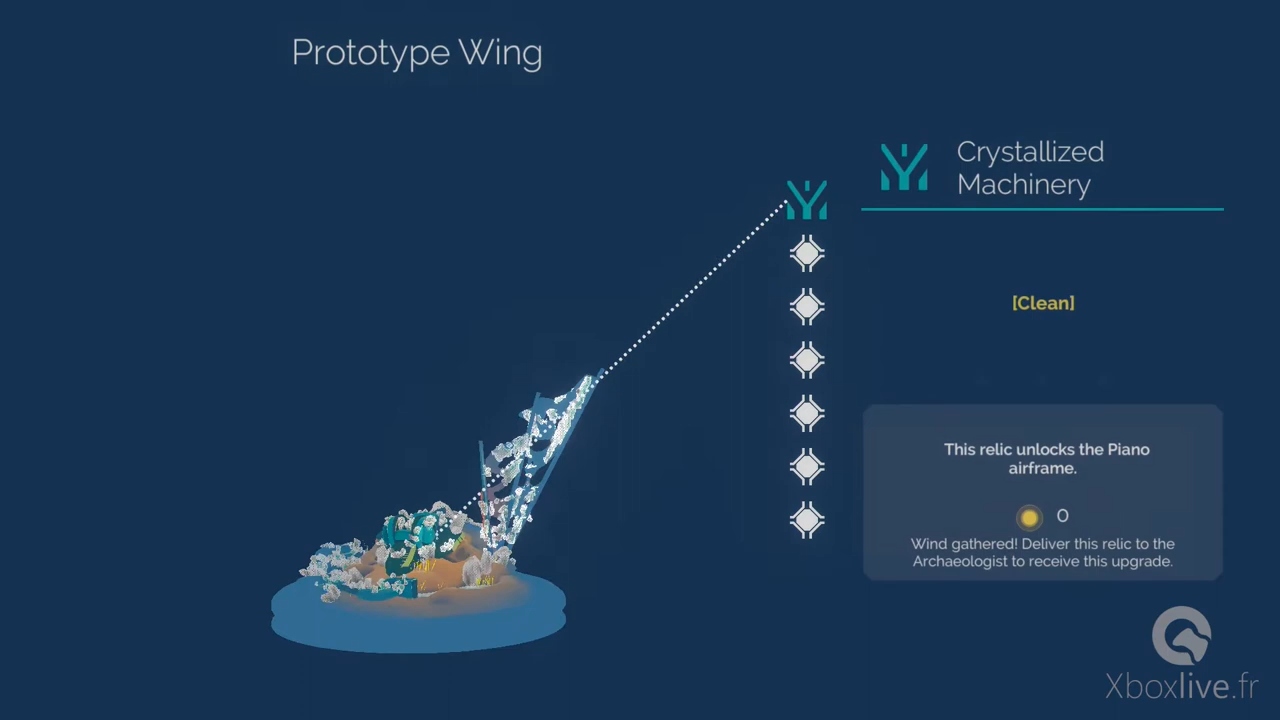 Prototype Wing
Crystallized
Machinery
[Clean]
This relic unlocks the Piano
airframe.
0
Wind gathered! Deliver this relic to the
Archaeologist to receive this upgrade.
Xboxlive.fr